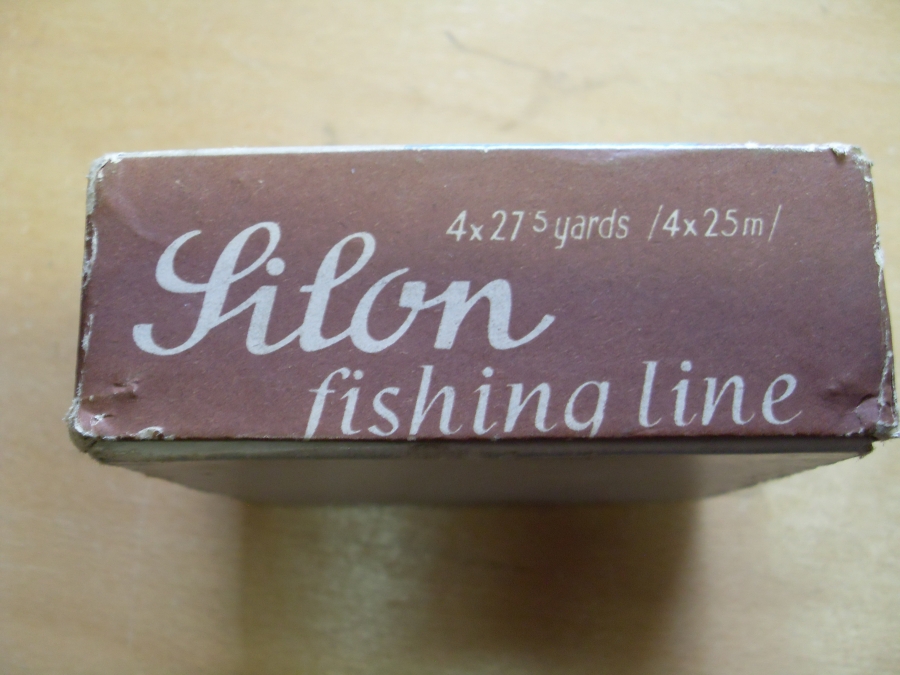 4x27⁵ yards /4x25m/
Silon
fishing line